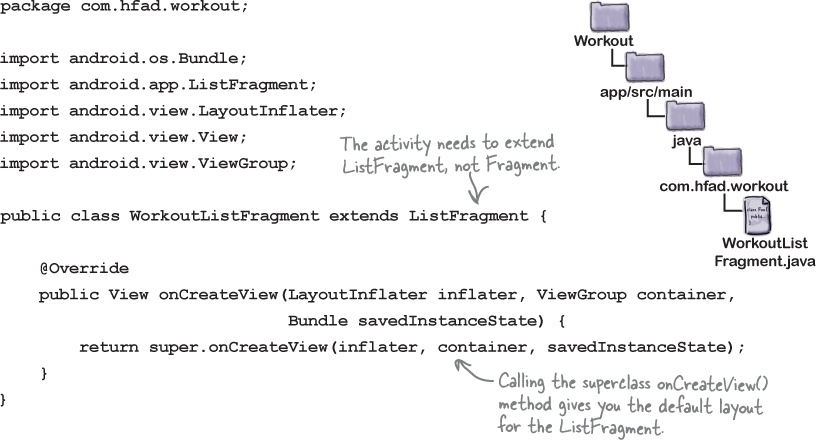 package com.hfad.workout;
import android.os.Bundle;
import android.app.ListFragment;
import android.view.LayoutInflater;
import android.view.View;
import android.view.ViewGroup;
The activity needs to extend
ListFragment, not Fragment.
public class WorkoutListFragment extends ListFragment {
@Override
public View onCreateView(LayoutInflater inflater, ViewGroup container,
Bundle savedInstanceState) {
return super.onCreateView(inflater, container, savedInstanceState);
}
}
Calling the superclass onCreateView()
method gives you the default layout
for the ListFragment.
Workout
app/src/main
java
com.hfad.workout
WorkoutList
Fragment.java